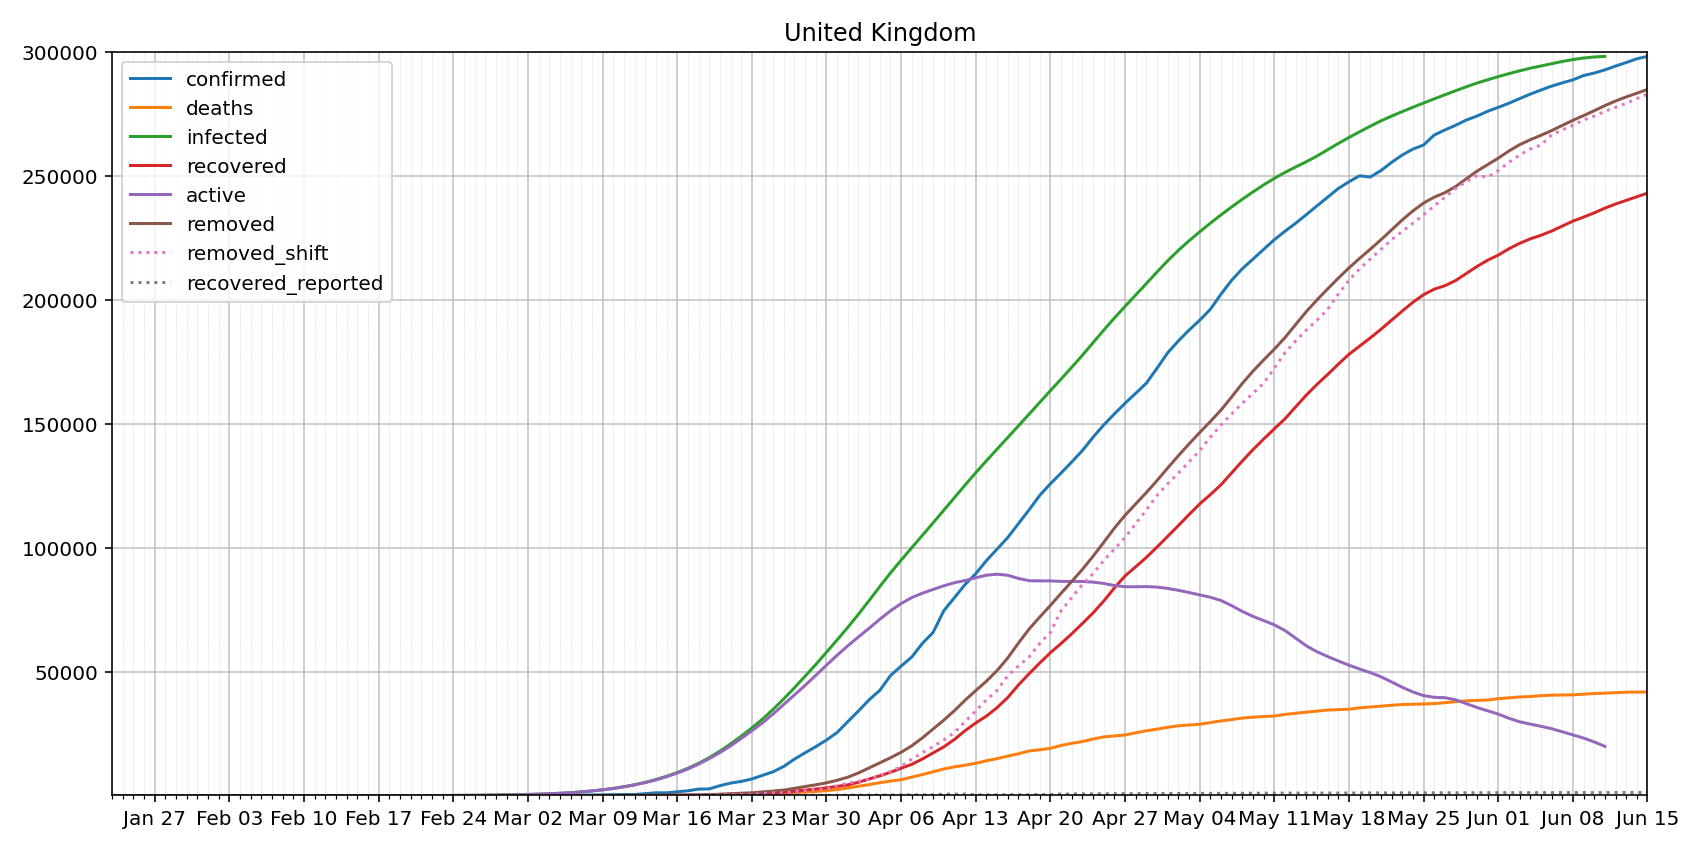 United Kingdom
300000
250000
200000
150000
100000
50000
confirmed
deaths
infected
recovered
active
removed
removed_shift
recovered_reported
Jan 27 Feb 03 Feb 10 Feb 17 Feb 24 Mar 02 Mar 09 Mar 16 Mar 23 Mar 30 Apr 06 Apr 13 Apr 20 Apr 27 May 04 May 11 May 18 May 25 Jun 01 Jun 08 Jun 15